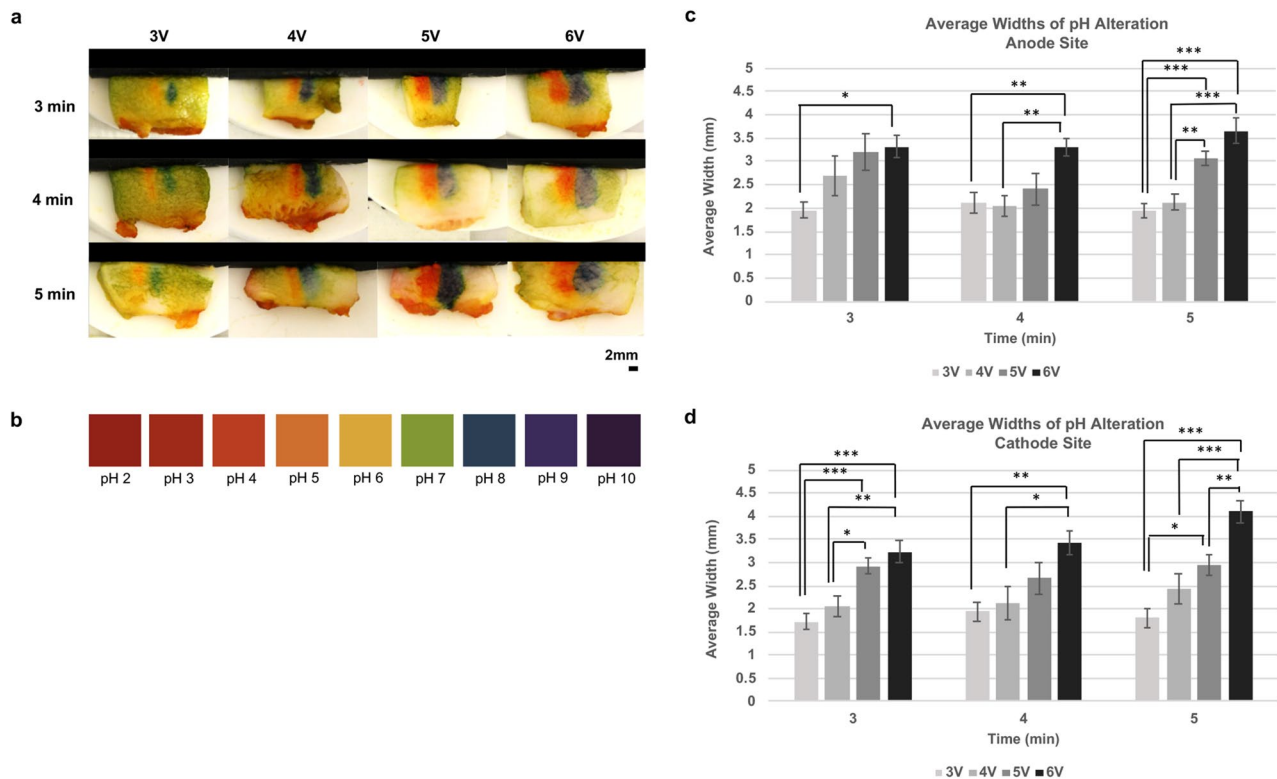 a
3V 4V 5V 6V
3 min
4 min
5 min
2mm
b
pH 2 pH 3 pH 4 pH 5 pH 6 pH 7 pH 8 pH 9 pH 10
c
Average Widths of pH Alteration
Anode Site
Average Width (mm)
5
4.5
4
3.5
3
2.5
2
1.5
1
0.5
0
*
**
**
***
***
***
**
3 4 5
Time (min)
3V 4V 5V 6V
d
Average Widths of pH Alteration
Cathode Site
Average Width (mm)
5
4.5
4
3.5
3
2.5
2
1.5
1
0.5
0
***
***
**
*
**
*
***
***
**
*
3 4 5
Time (min)
3V 4V 5V 6V